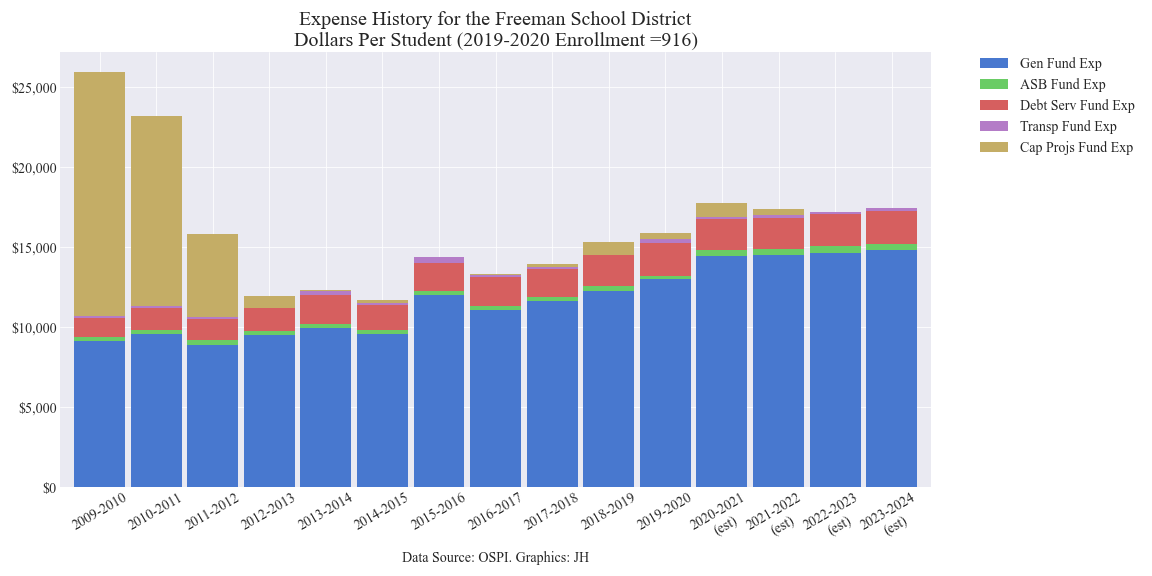 Expense History for the Freeman School District
Dollars Per Student (2019-2020 Enrollment =916)
$25,000
$20,000
$15,000
$10,000
$5,000
$0
2009-2010
2010-2011
2011-2012
2012-2013
2013-2014
2014-2015
2015-2016
2016-2017
2017-2018
2018-2019
2019-2020
2020-2021
(est)
2021-2022
(est)
2022-2023
(est)
2023-2024
(est)
Data Source: OSPI. Graphics: JH
Gen Fund Exp
ASB Fund Exp
Debt Serv Fund Exp
Transp Fund Exp
Cap Projs Fund Exp